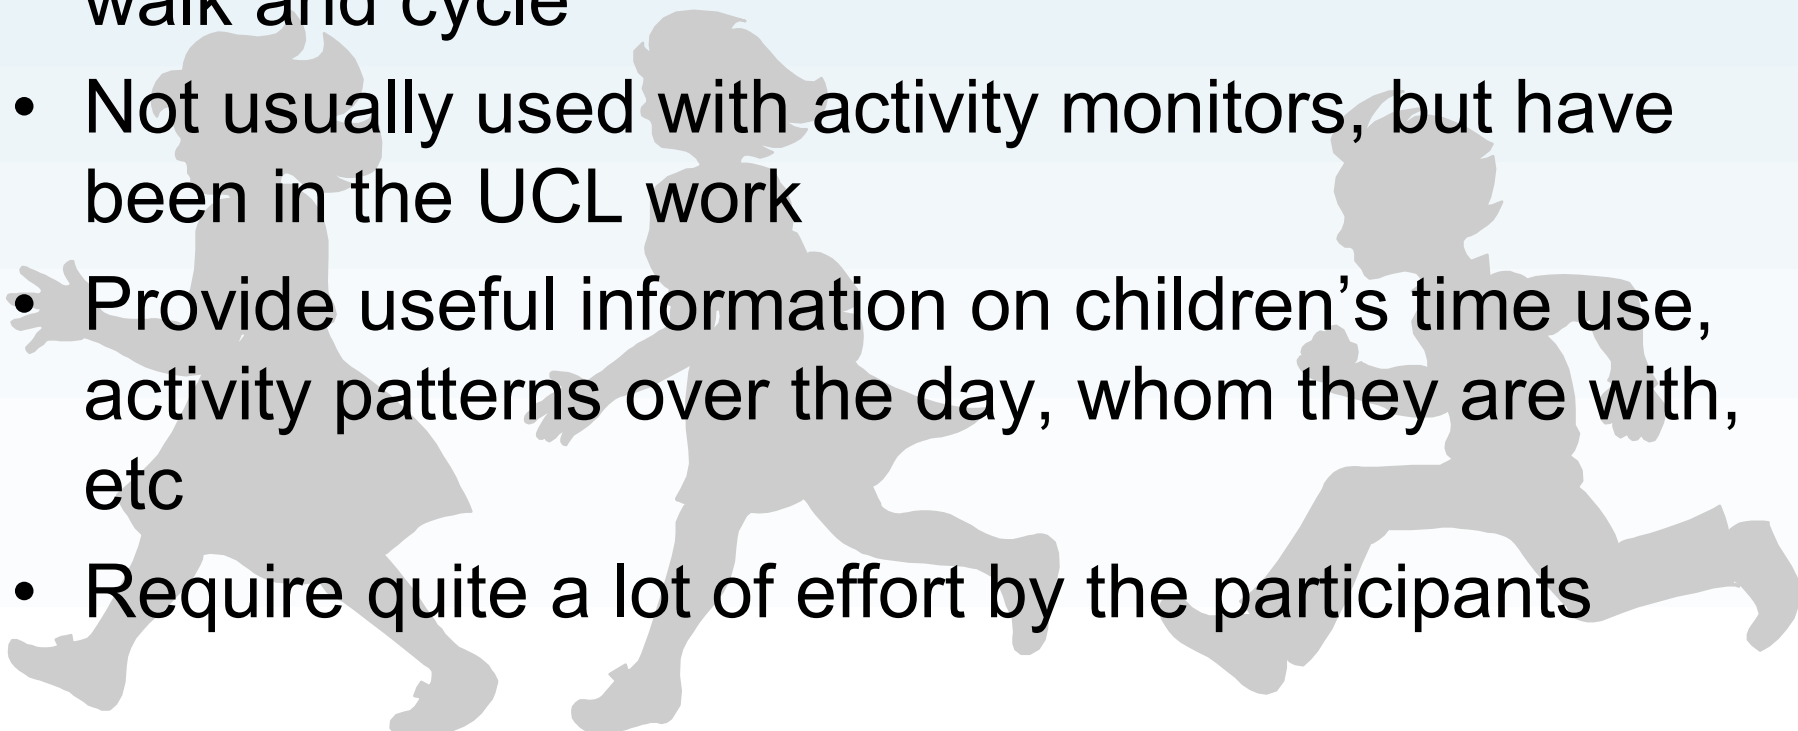 walk and cycle
• Not usually used with activity monitors, but have
been in the UCL work
• Provide useful information on children’s time use,
activity patterns over the day, whom they are with,
etc
• Require quite a lot of effort by the participants